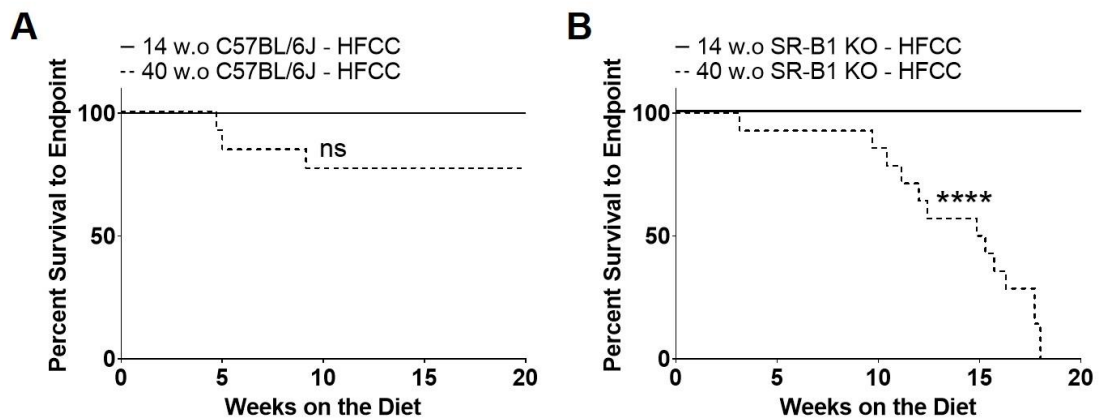 A
14 w.o C57BL/6J - HFCC
40 w.o C57BL/6J - HFCC
Percent Survival to Endpoint
100
50
0
ns
0 5 10 15 20
Weeks on the Diet
B
14 w.o SR-B1 KO - HFCC
40 w.o SR-B1 KO - HFCC
Percent Survival to Endpoint
100
50
0
****
0 5 10 15 20
Weeks on the Diet